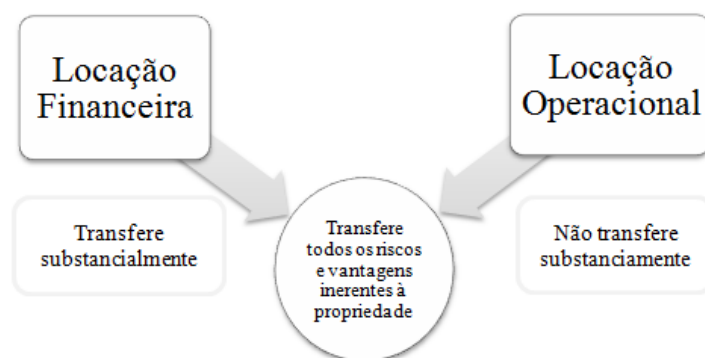 Locação
Financeira
Locação
Operacional
Transfere
substancialmente
Transfere
todos os riscos
e vantagens
inerentes à
propriedade
Não transfere
substanciamente